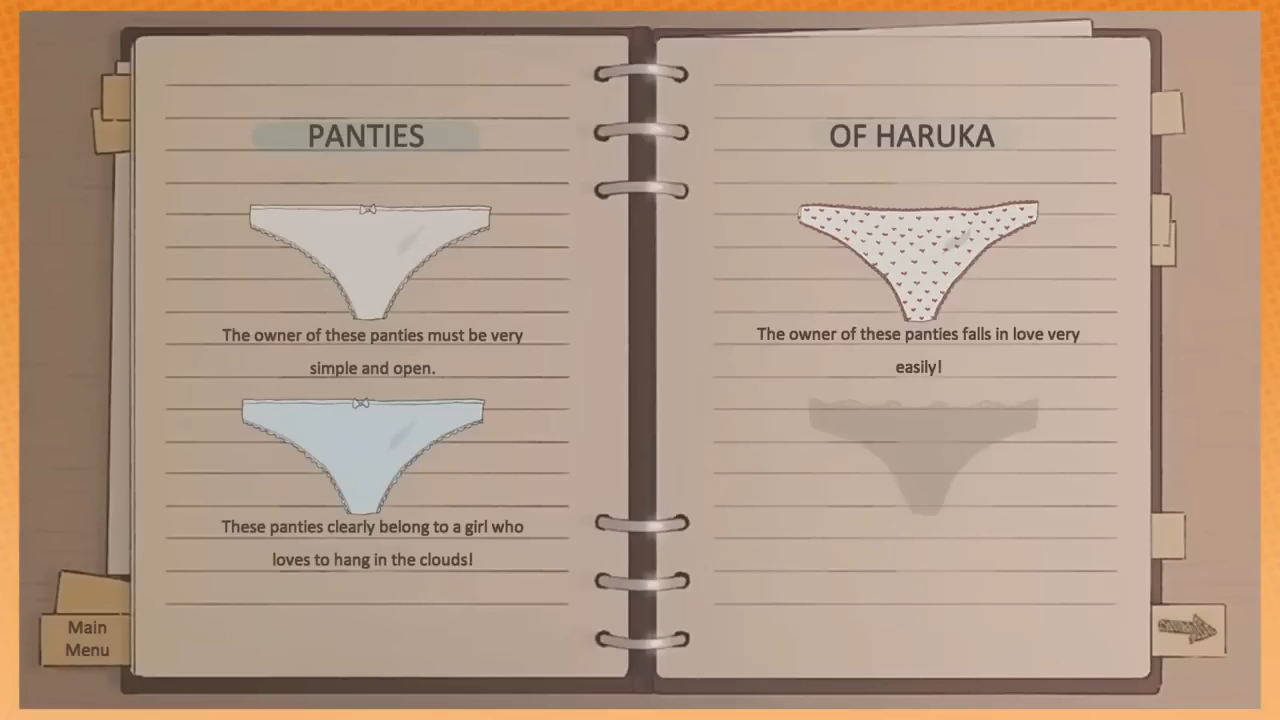 PANTIES
The owner of these panties must be very
simple and open.
These panties clearly belong to a girl who
loves to hang in the clouds!
Main
Menu
OF HARUKA
The owner of these panties falls in love very
easily!